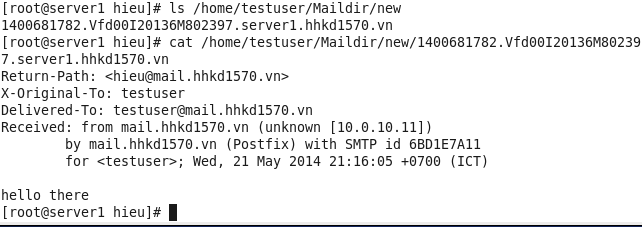 [root@server1 hieu]# ls /home/testuser/Maildir/new
1400681782.Vfd00I20136M802397.server1.hhkd1570.vn
[root@server1 hieu]# cat /home/testuser/Maildir/new/1400681782.Vfd00I20136M80239
7.server1.hhkd1570.vn
Return-Path: <hieu@mail.hhkd1570.vn>
X-Original-To: testuser
Delivered-To: testuser@mail.hhkd1570.vn
Received: from mail.hhkd1570.vn (unknown [10.0.10.11])
        by mail.hhkd1570.vn (Postfix) with SMTP id 6BD1E7A11
        for <testuser>; Wed, 21 May 2014 21:16:05 +0700 (ICT)

hello there
[root@server1 hieu]#